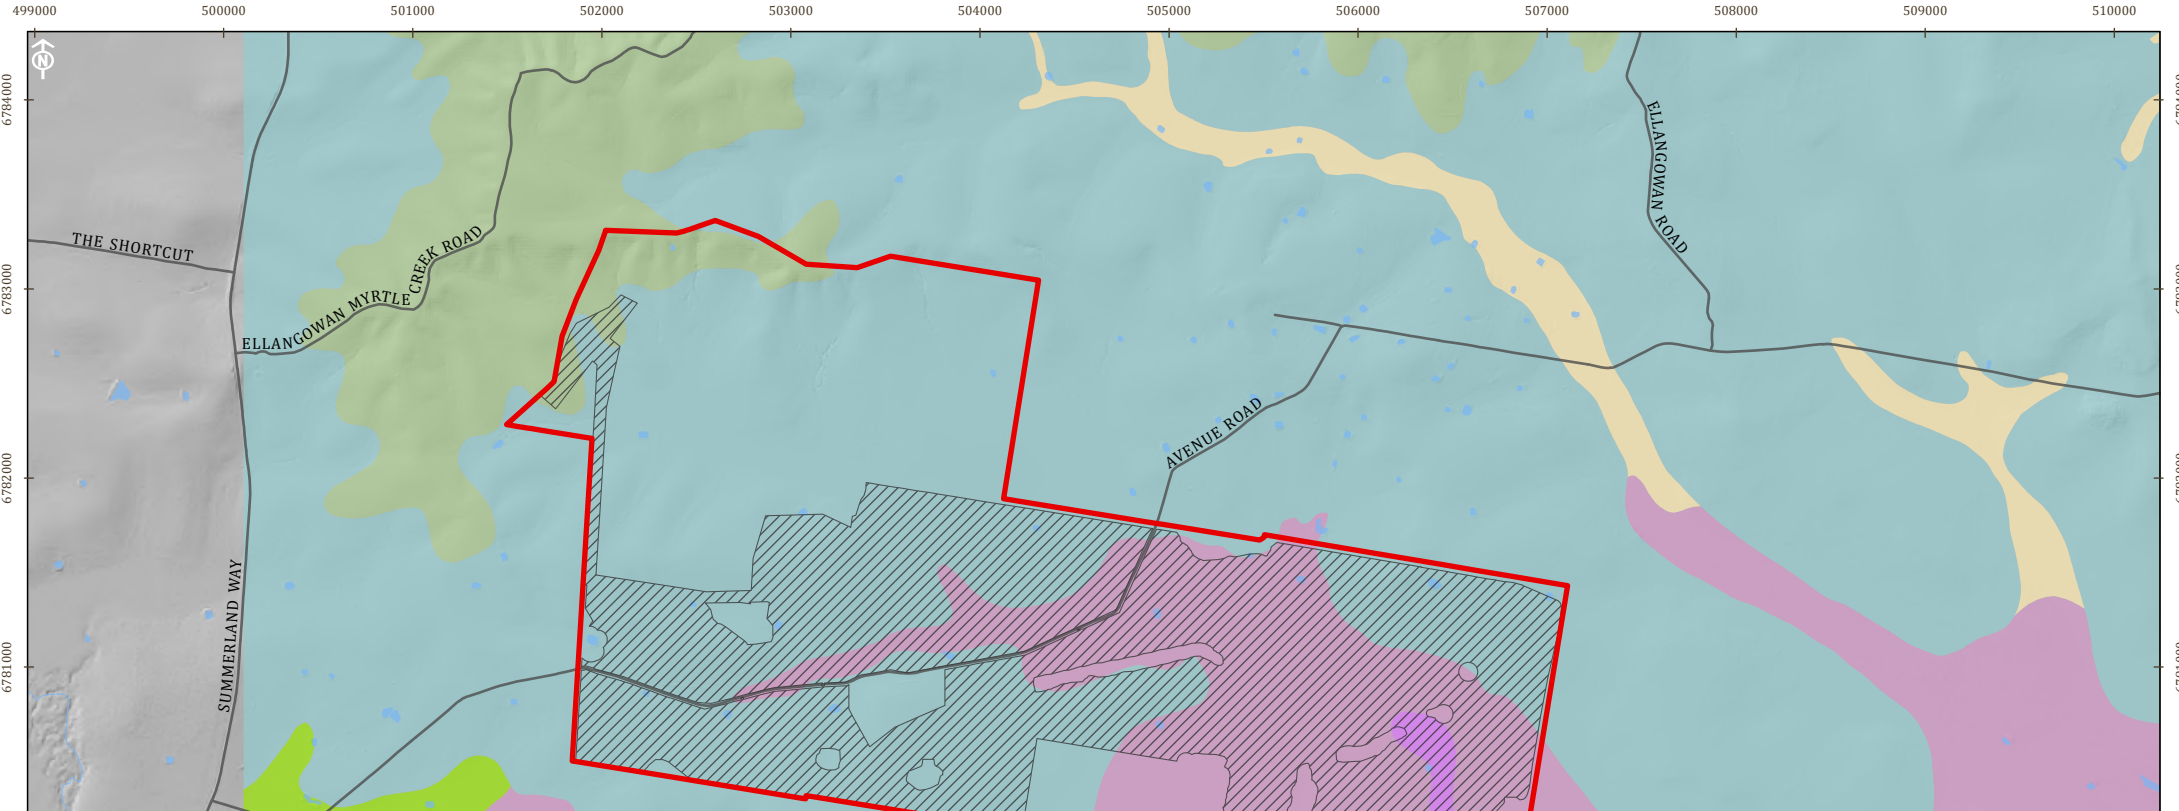 499000 500000 501000 502000 503000 504000 505000 506000 507000 508000 509000 510000
N
6784000
6783000
6782000
6781000
THE SHORTCUT
ELLANGOWAN MYRTLE CREEK ROAD
SUMMERLAND WAY
AVENUE ROAD
ELLANGOWAN ROAD